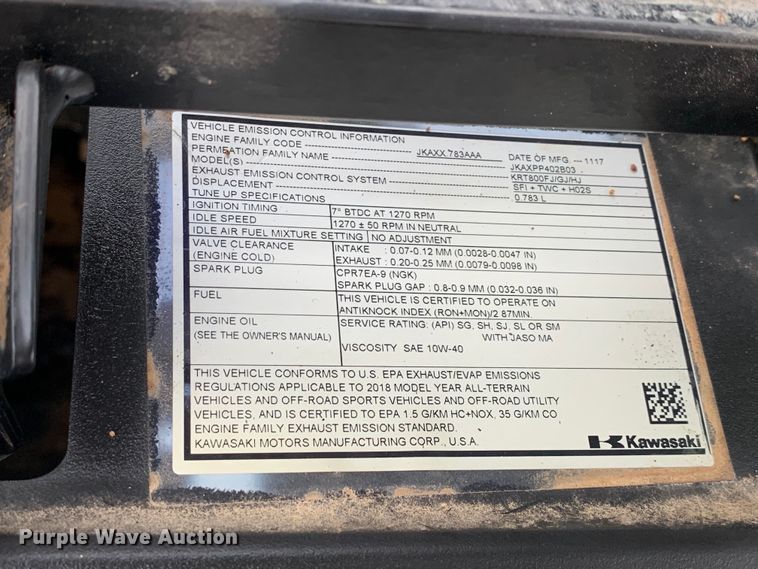 VEHICLE EMISSION CONTROL INFORMATION
ENGINE FAMILY CODE ---------- JKAXX.783AAA DATE OF MFG. --- 1117
PERMEATION FAMILY NAME ---------- JKAXPP402B03
MODEL(S) ---------- KRT800FJ/GJ/HJ
EXHAUST EMISSION CONTROL SYSTEM ---------- SFI + TWC + H02S
DISPLACEMENT ---------- 0.783 L
TUNE UP SPECIFICATIONS
IGNITION TIMING 7° BTDC AT 1270 RPM
IDLE SPEED 1270 ± 50 RPM IN NEUTRAL
IDLE AIR FUEL MIXTURE SETTING NO ADJUSTMENT
VALVE CLEARANCE INTAKE : 0.07-0.12 MM (0.0028-0.0047 IN)
(ENGINE COLD) EXHAUST : 0.20-0.25 MM (0.0079-0.0098 IN)
SPARK PLUG CPR7EA-9 (NGK)
SPARK PLUG GAP : 0.8-0.9 MM (0.032-0.036 IN)
FUEL THIS VEHICLE IS CERTIFIED TO OPERATE ON
ANTIKNOCK INDEX (RON+MON)/2 87MIN.
ENGINE OIL SERVICE RATING: (API) SG, SH, SJ, SL OR SM
(SEE THE OWNER'S MANUAL) WITH JASO MA
VISCOSITY SAE 10W-40
THIS VEHICLE CONFORMS TO U.S. EPA EXHAUST/EVAP EMISSIONS
REGULATIONS APPLICABLE TO 2018 MODEL YEAR ALL-TERRAIN
VEHICLES AND OFF-ROAD SPORTS VEHICLES AND OFF-ROAD UTILITY
VEHICLES, AND IS CERTIFIED TO EPA 1.5 G/KM HC+NOX, 35 G/KM CO
ENGINE FAMILY EXHAUST EMISSION STANDARD.
KAWASAKI MOTORS MANUFACTURING CORP., U.S.A.
Kawasaki
Purple Wave Auction